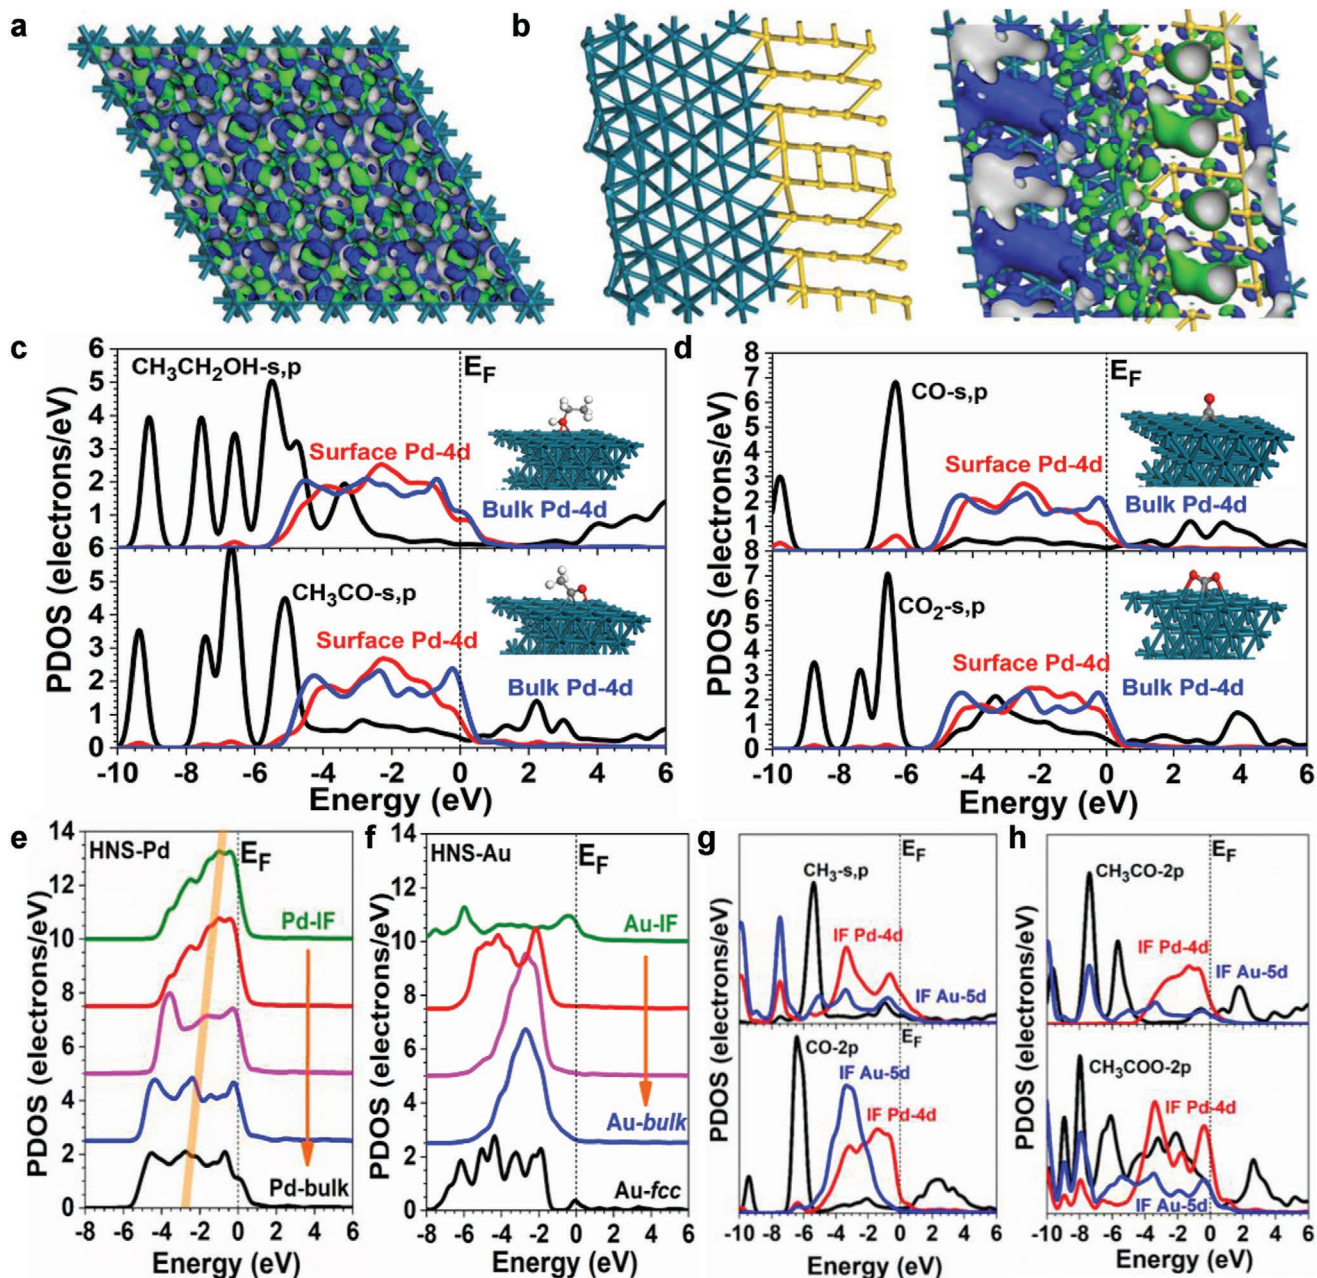 a
b
c
PDOS (electrons/eV)
6
5
4
3
2
1
6
5
4
3
2
1
0
CH3CH2OH-s,p
EF
Surface Pd-4d
Bulk Pd-4d
CH3CO-s,p
Surface Pd-4d
Bulk Pd-4d
-10 -8 -6 -4 -2 0 2 4 6
Energy (eV)
d
PDOS (electrons/eV)
8
7
6
5
4
3
2
1
8
7
6
5
4
3
2
1
0
CO-s,p
EF
Surface Pd-4d
Bulk Pd-4d
CO2-s,p
Surface Pd-4d
Bulk Pd-4d
-10 -8 -6 -4 -2 0 2 4 6
Energy (eV)
e
PDOS (electrons/eV)
14
12
10
8
6
4
2
0
HNS-Pd
EF
Pd-IF
Pd-bulk
-8 -6 -4 -2 0 2 4 6
Energy (eV)
f
PDOS (electrons/eV)
14
12
10
8
6
4
2
0
HNS-Au
EF
Au-IF
Au-bulk
Au-fcc
-8 -6 -4 -2 0 2 4 6
Energy (eV)
g
PDOS (electrons/eV)
EF
CH3-s,p
IF Pd-4d
IF Au-5d
EF
CO-2p
IF Au-5d
IF Pd-4d
-10 -8 -6 -4 -2 0 2 4 6
Energy (eV)
h
PDOS (electrons/eV)
EF
CH3CO-2p
IF Pd-4d
IF Au-5d
CH3COO-2p
IF Pd-4d
IF Au-5d
-10 -8 -6 -4 -2 0 2 4 6
Energy (eV)